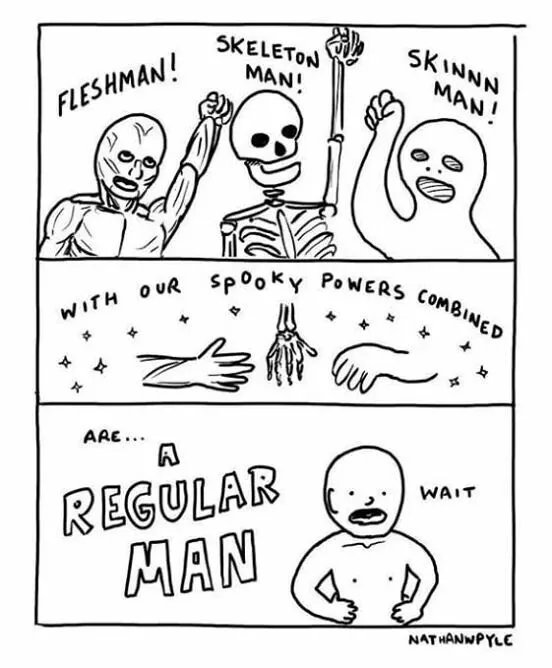 FLESHMAN!
SKELETON
MAN!
SKINNN
MAN!
WITH OUR SPOOKY POWERS COMBINED
ARE...
A
REGULAR
MAN
WAIT
NATHANWPYLE